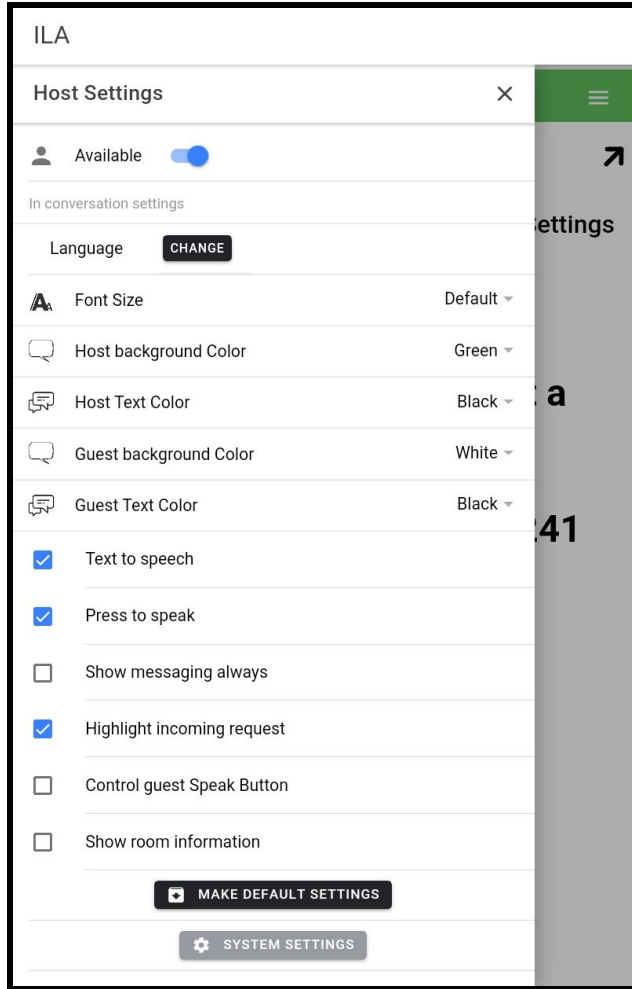 ILA
Host Settings
Available
In conversation settings
ettings
Language CHANGE
Font Size Default
Host background Color Green
Host Text Color Black
a
Guest background Color White
Guest Text Color Black
241
Text to speech
Press to speak
Show messaging always
Highlight incoming request
Control guest Speak Button
Show room information
MAKE DEFAULT SETTINGS
SYSTEM SETTINGS